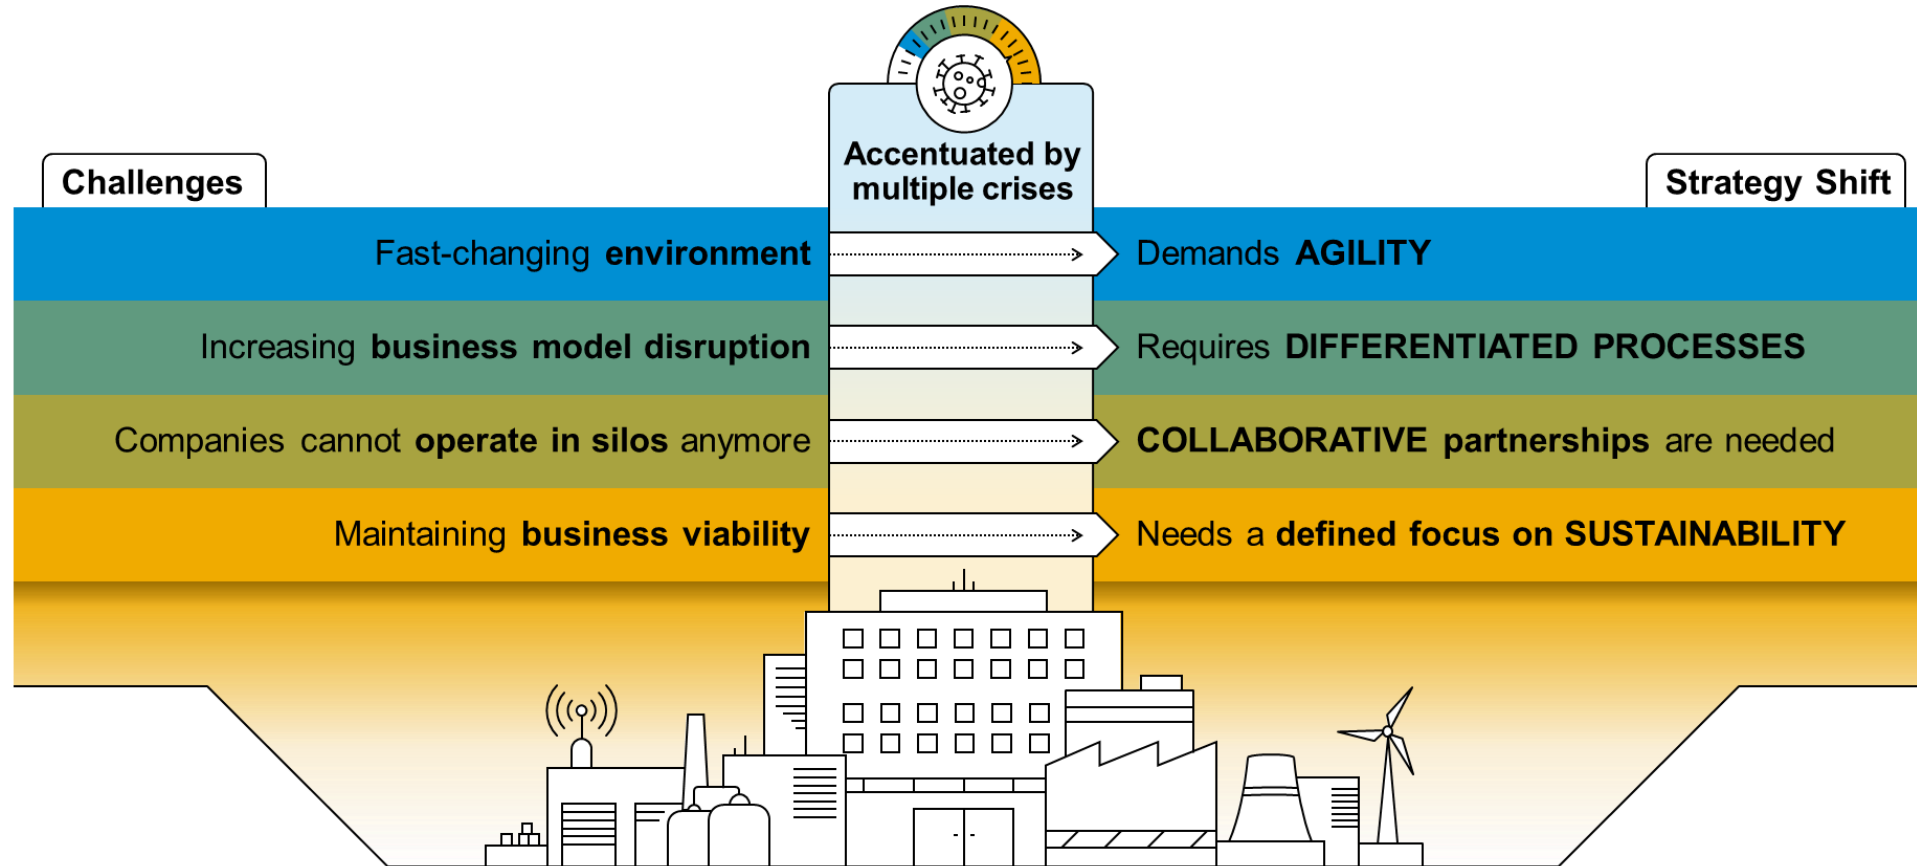 Accentuated by
multiple crises
Challenges
Strategy Shift
Fast-changing environment
Demands AGILITY
Increasing business model disruption
Requires DIFFERENTIATED PROCESSES
Companies cannot operate in silos anymore
COLLABORATIVE partnerships are needed
Maintaining business viability
Needs a defined focus on SUSTAINABILITY